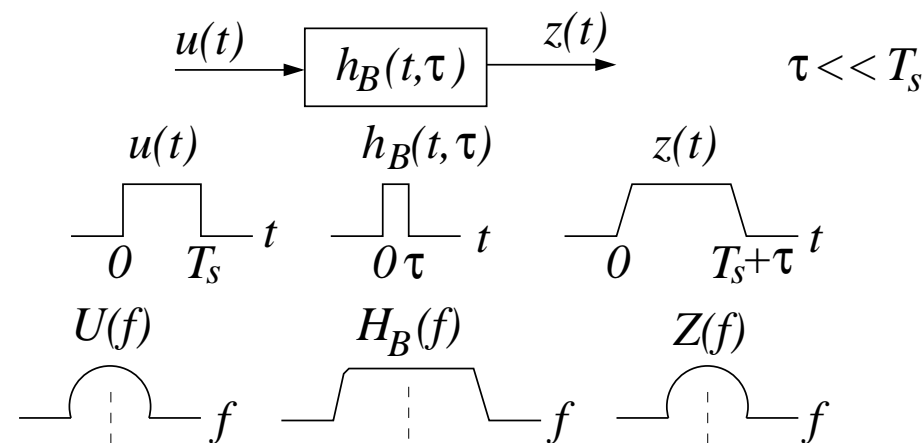 u(t) h_B(t,τ) z(t) τ << T_s
u(t) h_B(t,τ) z(t)
0 T_s t 0 τ t 0 T_s+τ t
U(f) H_B(f) Z(f)
f f f